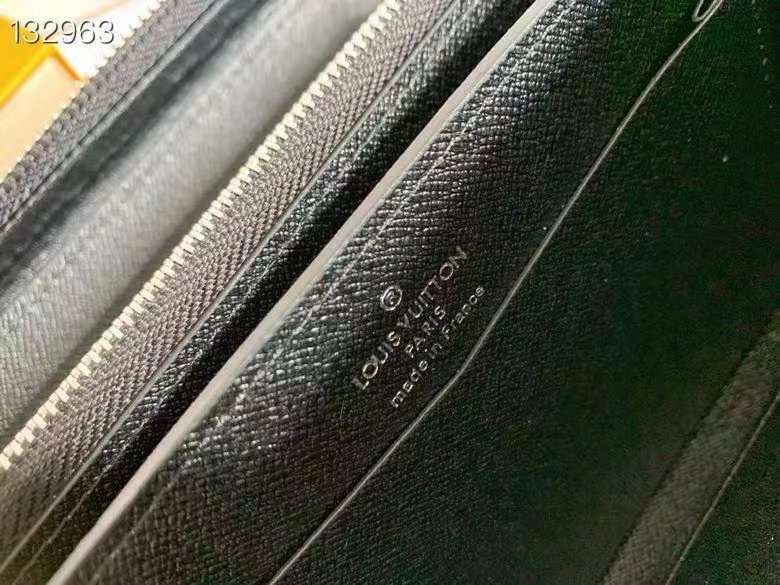 132963
®
LOUIS VUITTON
PARIS
made in France